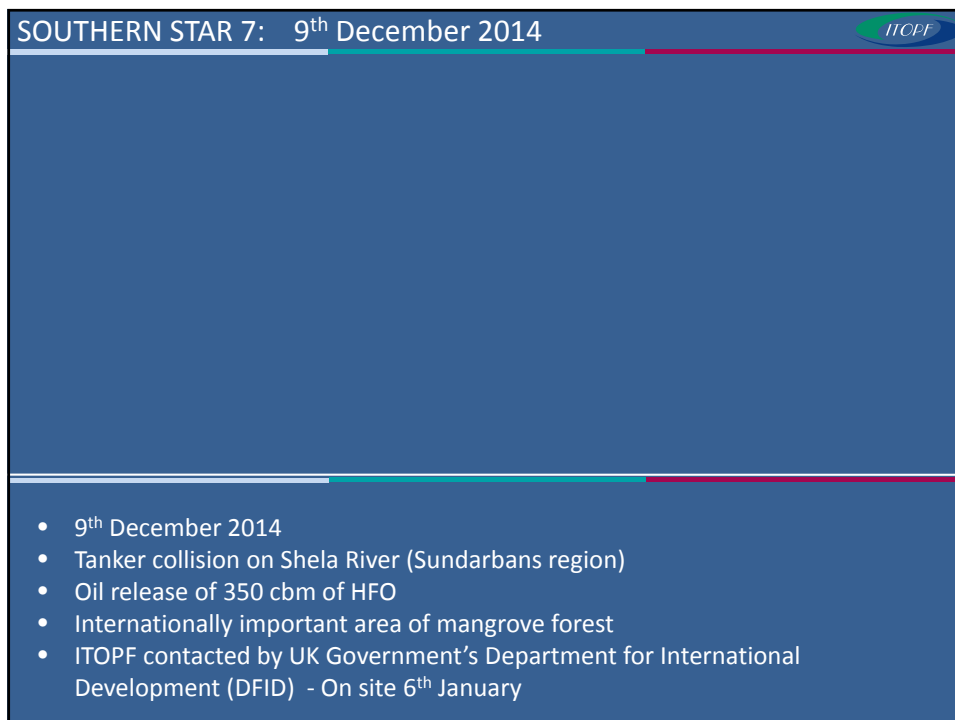 SOUTHERN STAR 7: 9th December 2014
ITOPF
• 9th December 2014
• Tanker collision on Shela River (Sundarbans region)
• Oil release of 350 cbm of HFO
• Internationally important area of mangrove forest
• ITOPF contacted by UK Government’s Department for International
Development (DFID) - On site 6th January